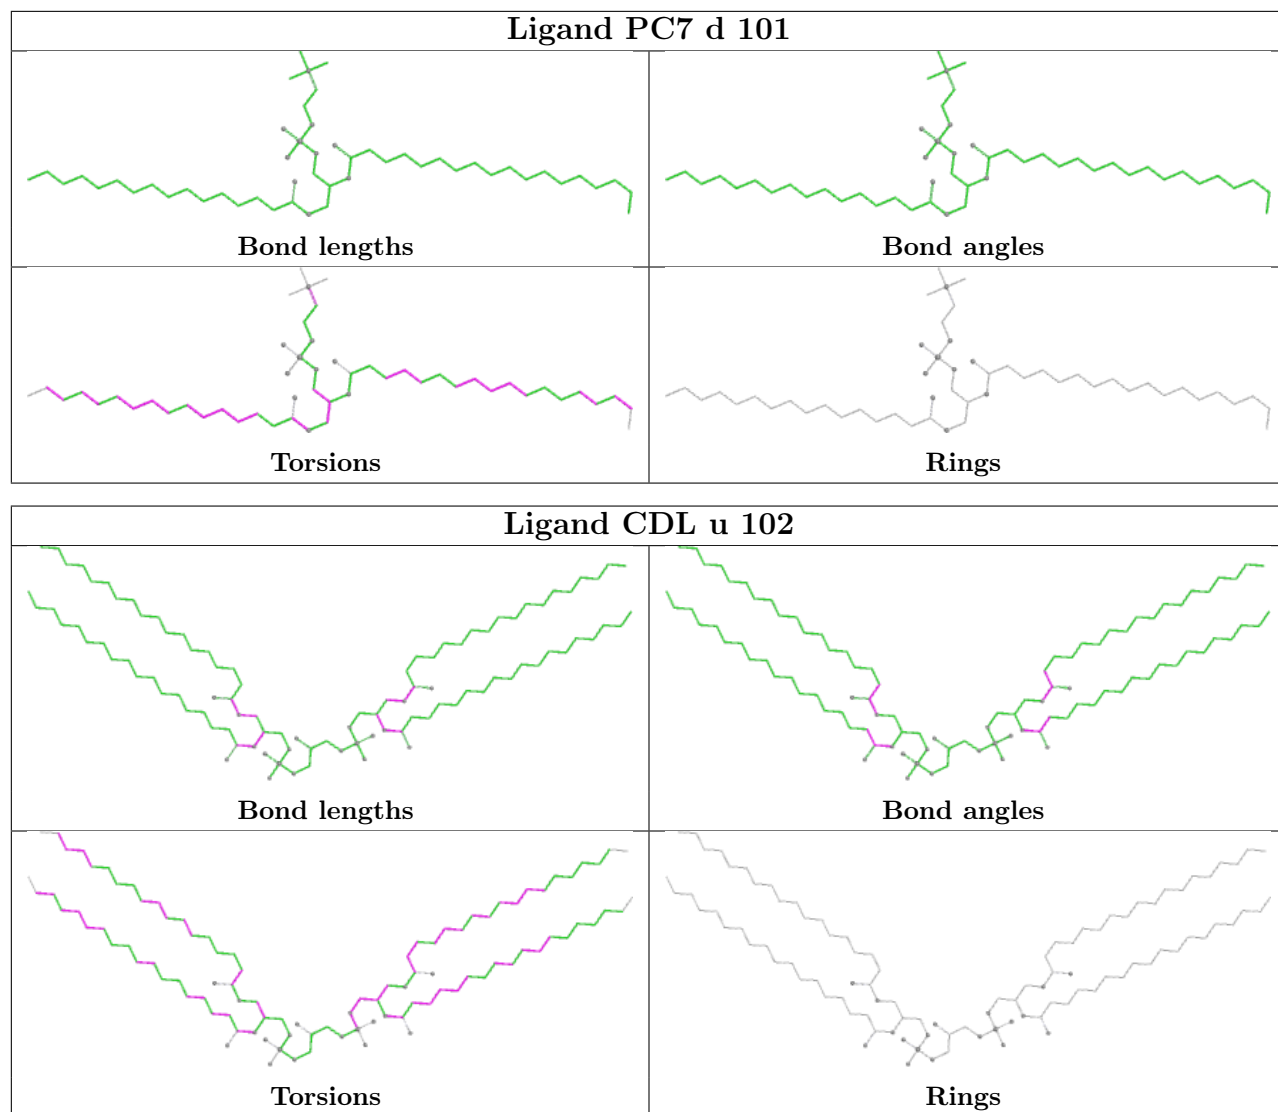 Ligand PC7 d 101
Bond lengths
Bond angles
Torsions
Rings
Ligand CDL u 102
Bond lengths
Bond angles
Torsions
Rings